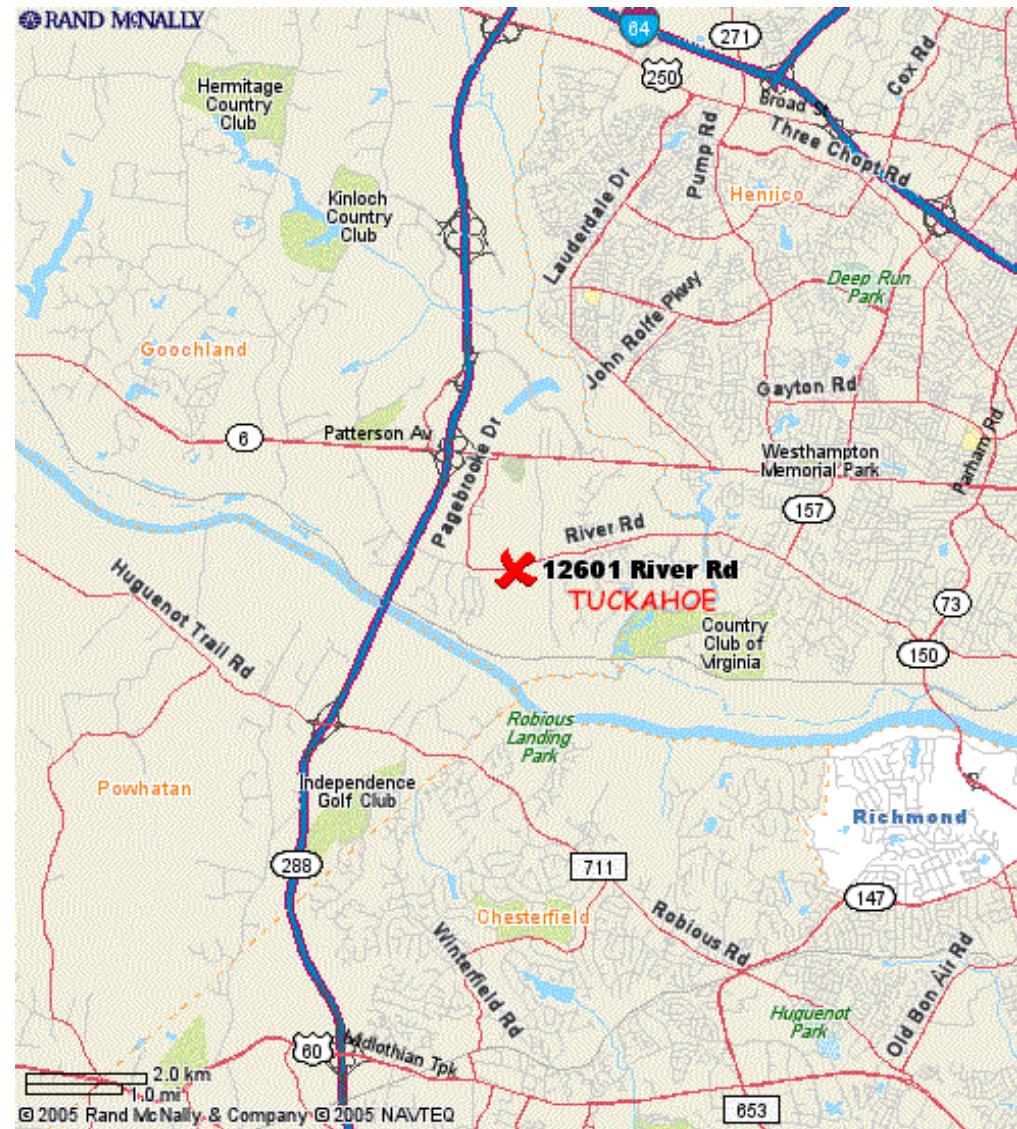 RAND McNALLY
64
271
Cox Rd
250
Hermitage
Country
Club
Broad St
Pump Rd
Three Chopt Rd
Lauderdale Dr
Henrico
Kinloch
Country
Club
Deep Run
Park
John Rolfe Pkwy
Goochland
Gayton Rd
6
Patterson Av
Pagebrooke Dr
Westhampton
Memorial Park
Parham Rd
157
River Rd
12601 River Rd
TUCKAHOE
Huguenot Trail Rd
73
Country
Club of
Virginia
150
Robious
Landing
Park
Powhatan
Independence
Golf Club
Richmond
288
711
147
Chesterfield
Robious Rd
Winterfield Rd
Old Bon Air Rd
Huguenot
Park
60
Midlothian Tpk
2.0 km
1.0 mi
653
© 2005 Rand McNally & Company © 2005 NAVTEQ